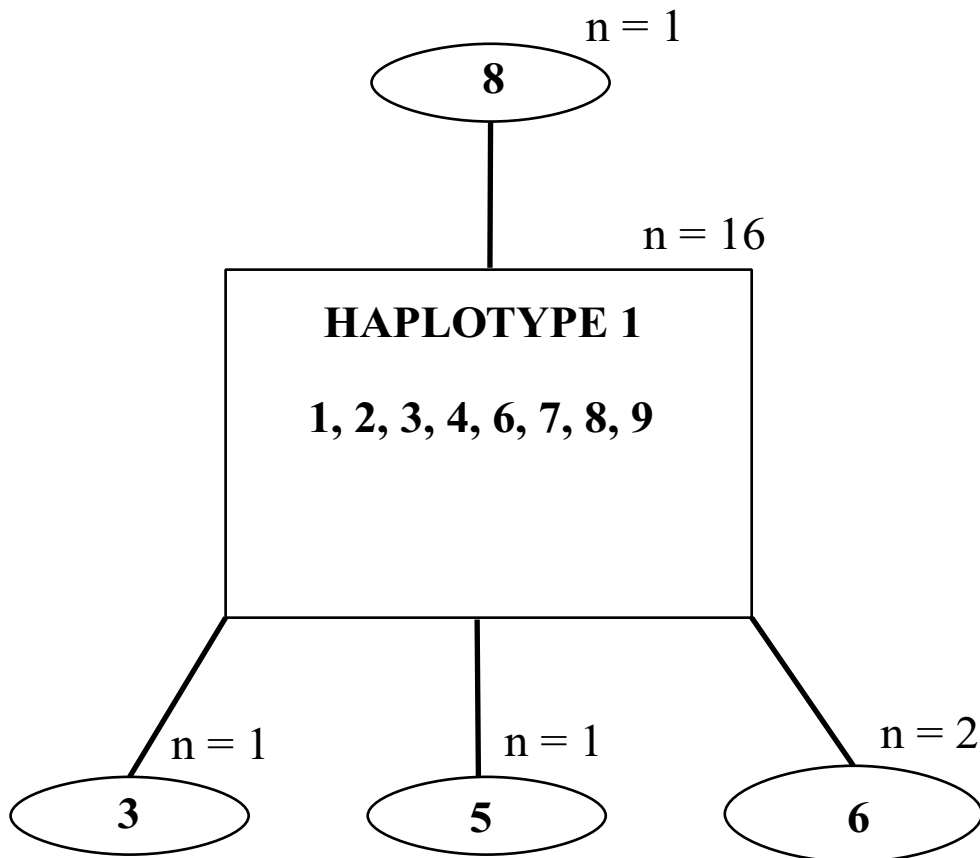 n = 1
8
n = 16
HAPLOTYPE 1
1, 2, 3, 4, 6, 7, 8, 9
n = 1
n = 1
n = 2
3
5
6